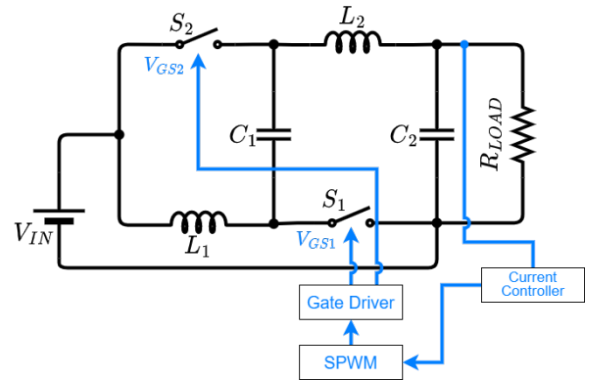 S2
L2
VGS2
C1
C2
RLOAD
S1
VIN
L1
VGS1
Gate Driver
Current
Controller
SPWM